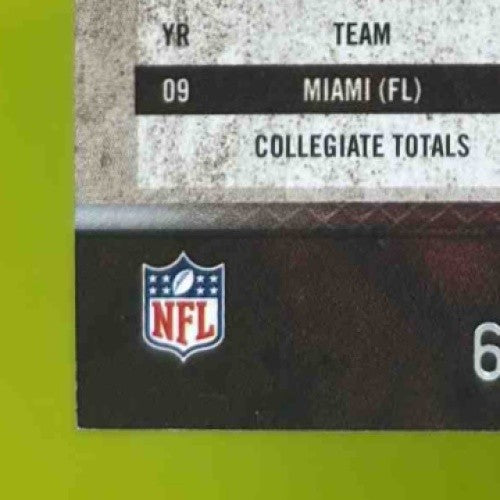 YR TEAM
09 MIAMI (FL)
COLLEGIATE TOTALS
NFL
6